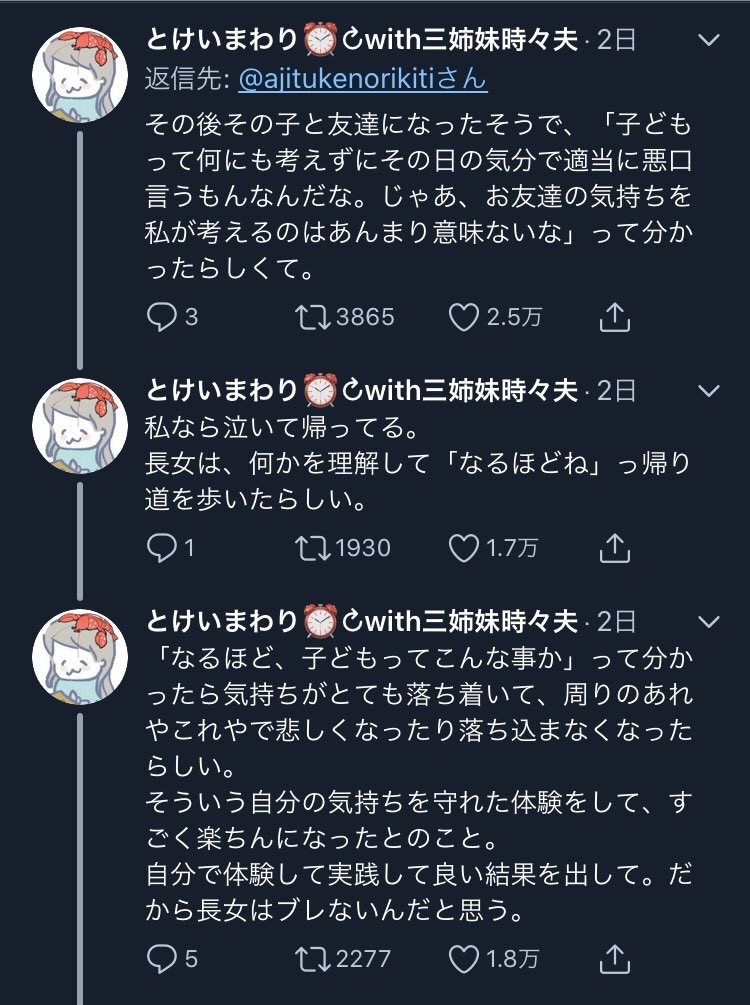 とけいまわり⏰↻with三姉妹時々夫 · 2日
返信先: @ajitukenorikitiさん
その後その子と友達になったそうで、「子ども
って何にも考えずにその日の気分で適当に悪口
言うもんなんだな。じゃあ、お友達の気持ちを
私が考えるのはあんまり意味ないな」って分か
ったらしくて。
3 3865 2.5万
とけいまわり⏰↻with三姉妹時々夫 · 2日
私なら泣いて帰ってる。
長女は、何かを理解して「なるほどね」っ帰り
道を歩いたらしい。
1 1930 1.7万
とけいまわり⏰↻with三姉妹時々夫 · 2日
「なるほど、子どもってこんな事か」って分か
ったら気持ちがとても落ち着いて、周りのあれ
やこれやで悲しくなったり落ち込まなくなった
らしい。
そういう自分の気持ちを守れた体験をして、す
ごく楽ちんになったとのこと。
自分で体験して実践して良い結果を出して。だ
から長女はブレないんだと思う。
5 2277 1.8万